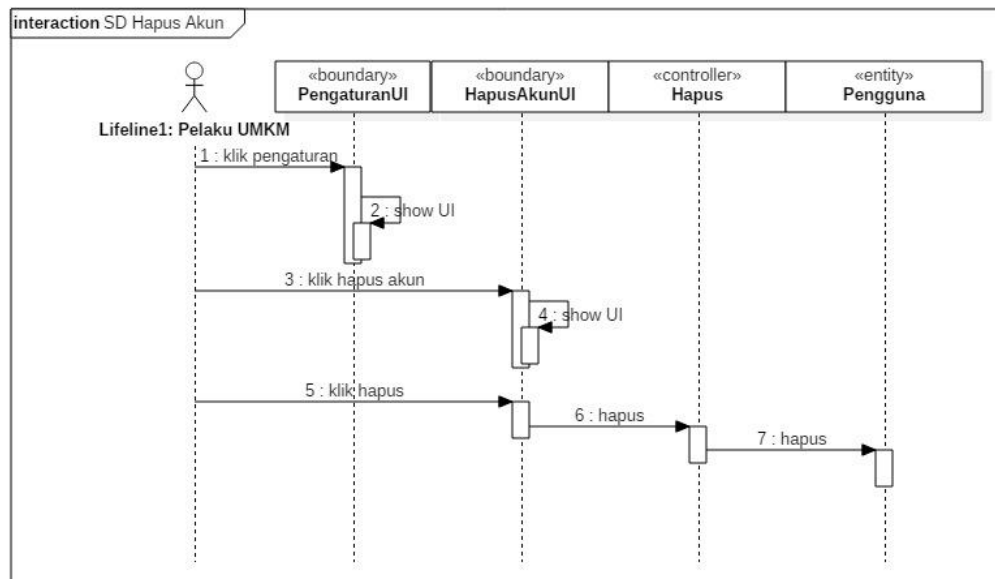 interaction SD Hapus Akun
«boundary»
PengaturanUI
«boundary»
HapusAkunUI
«controller»
Hapus
«entity»
Pengguna
Lifeline1: Pelaku UMKM
1 : klik pengaturan
2 : show UI
3 : klik hapus akun
4 : show UI
5 : klik hapus
6 : hapus
7 : hapus